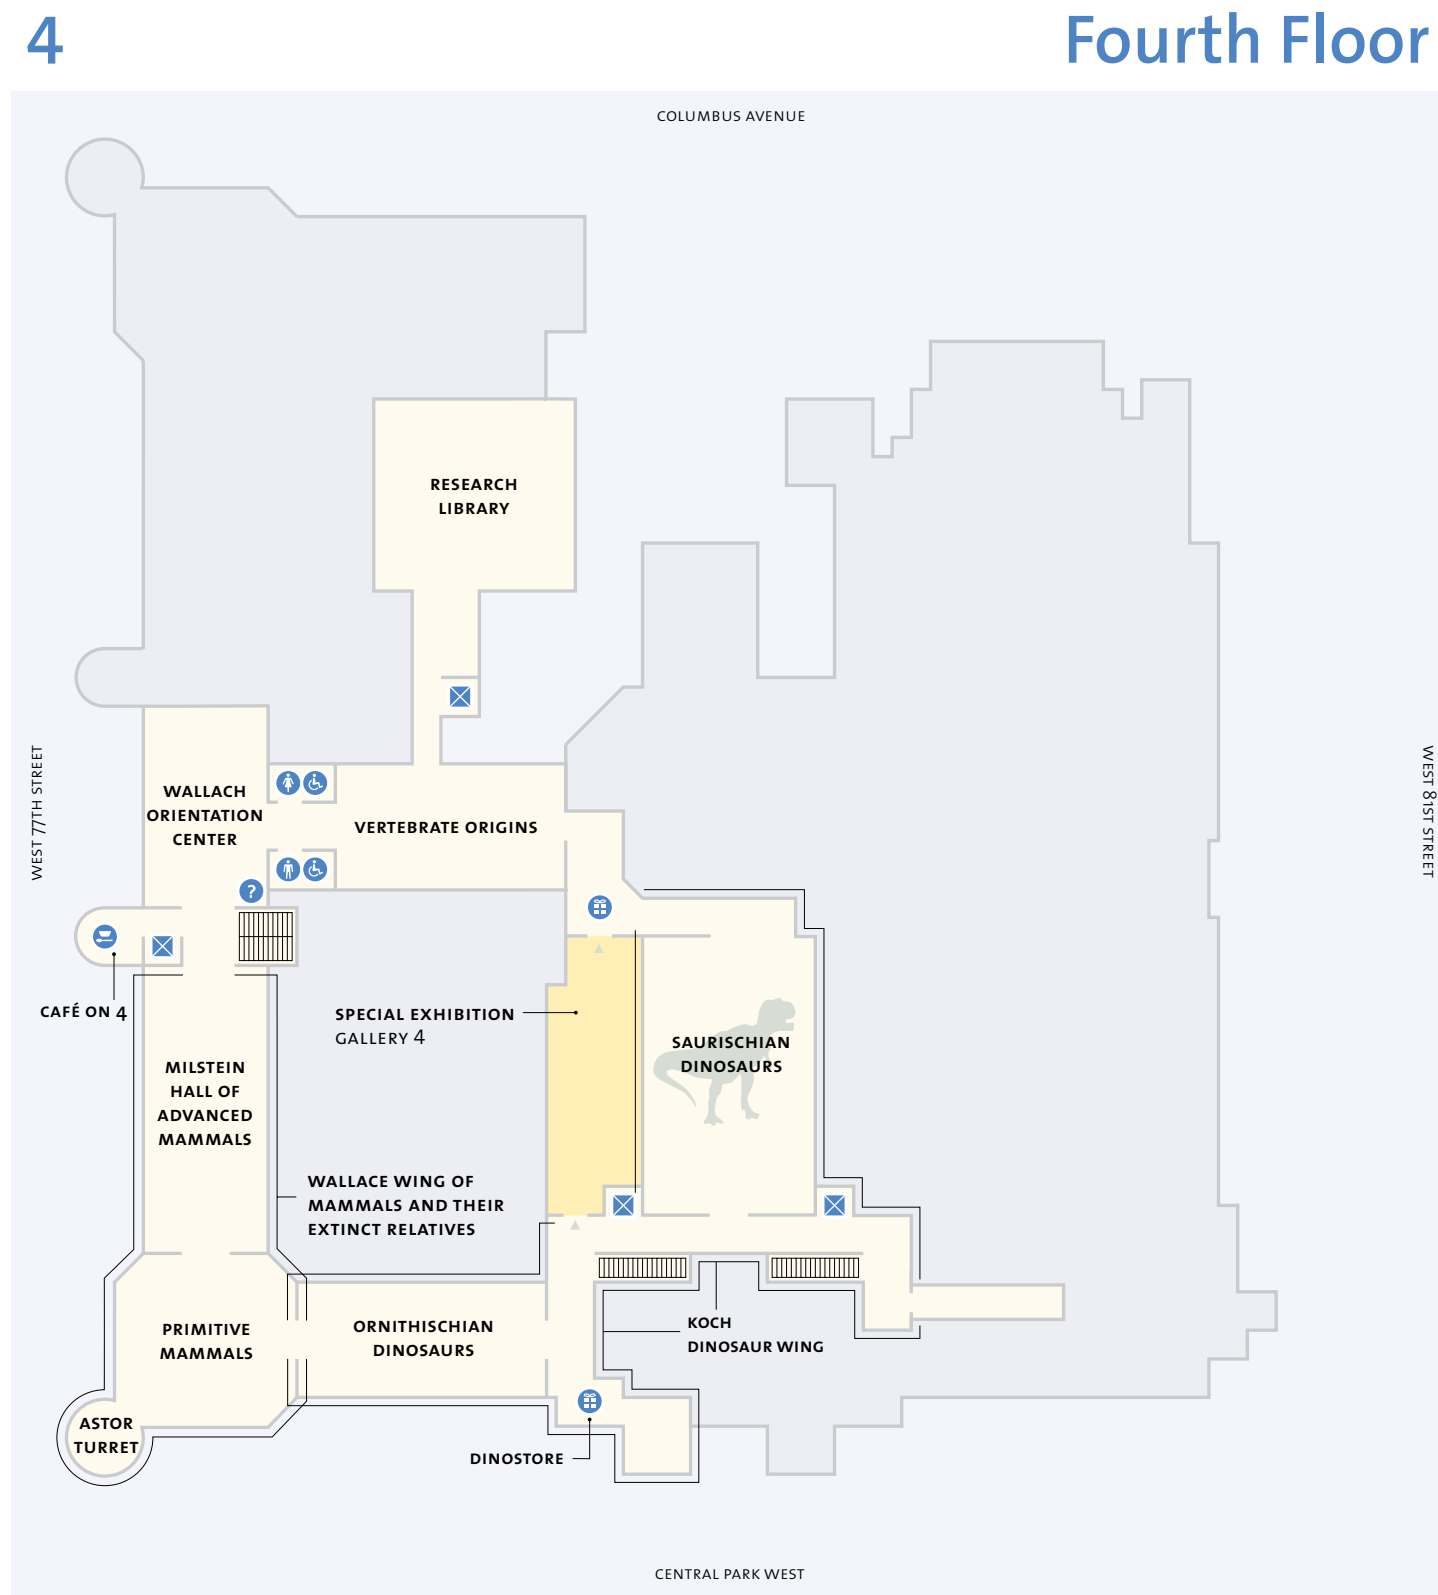 4
Fourth Floor
COLUMBUS AVENUE
RESEARCH
LIBRARY
WEST 77TH STREET
WEST 81ST STREET
WALLACH
ORIENTATION
CENTER
VERTEBRATE ORIGINS
?
CAFÉ ON 4
SPECIAL EXHIBITION
GALLERY 4
SAURISCHIAN
DINOSAURS
MILSTEIN
HALL OF
ADVANCED
MAMMALS
WALLACE WING OF
MAMMALS AND THEIR
EXTINCT RELATIVES
PRIMITIVE
MAMMALS
ORNITHISCHIAN
DINOSAURS
KOCH
DINOSAUR WING
ASTOR
TURRET
DINOSTORE
CENTRAL PARK WEST